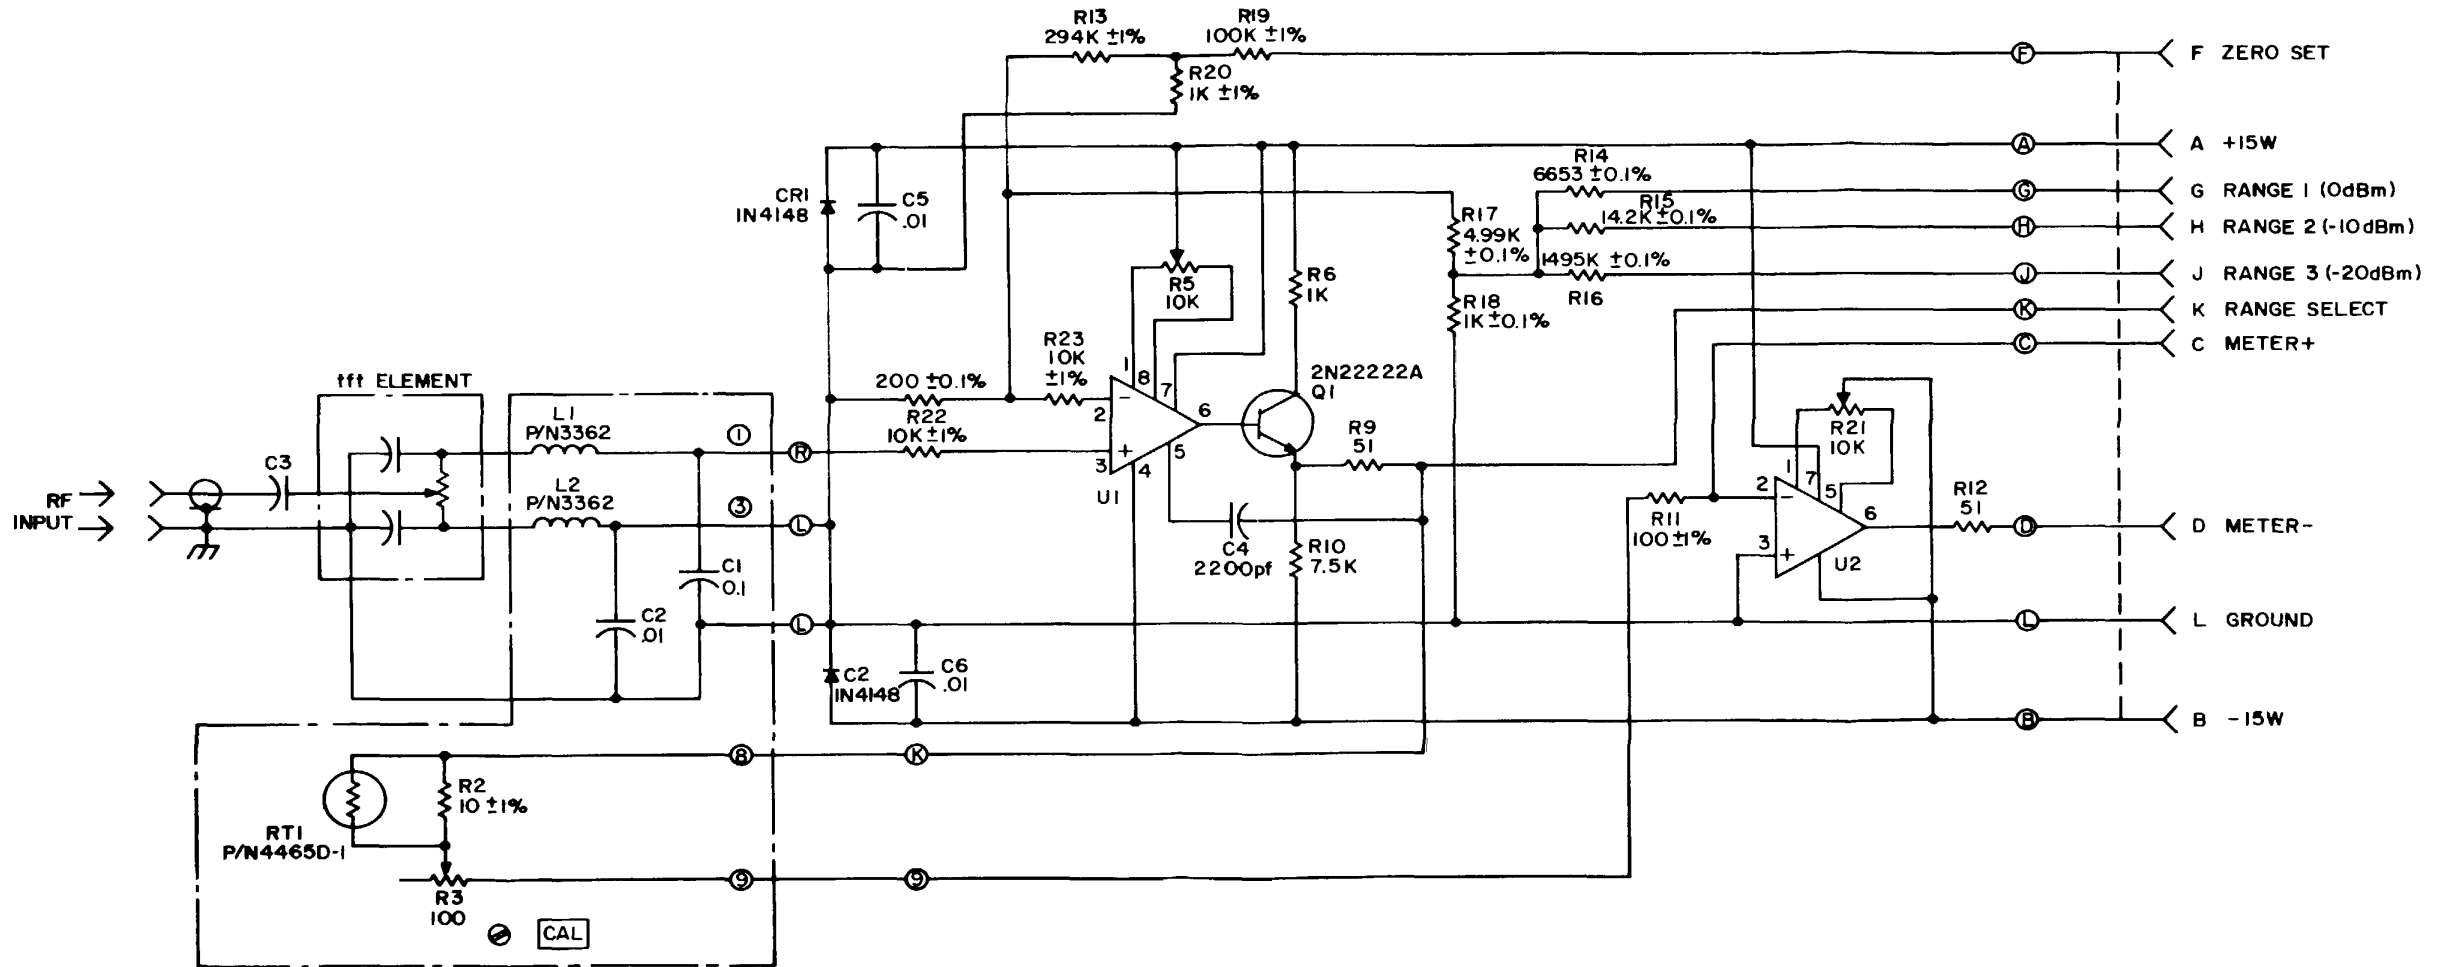 R13
294K ±1%
R19
100K ±1%
R20
1K ±1%
F
F ZERO SET
A
A +15W
CR1
1N4148
C5
.01
R14
6653 ±0.1%
G
G RANGE 1 (0dBm)
R15
14.2K ±0.1%
H
H RANGE 2 (-10dBm)
R17
4.99K
±0.1%
1495K ±0.1%
R16
J
J RANGE 3 (-20dBm)
R5
10K
R6
1K
R18
1K ±0.1%
K
K RANGE SELECT
C
C METER+
R23
10K
±1%
1
8
7
2
-
6
3
+
4
5
U1
2N22222A
Q1
tft ELEMENT
200 ±0.1%
R22
10K ±1%
L1
P/N3362
1
R
R9
51
R21
10K
1
7
5
2
-
6
3
+
U2
C3
RF
INPUT
L2
P/N3362
3
L
R11
100 ±1%
R12
51
D
D METER-
C4
2200pf
R10
7.5K
C1
0.1
C2
.01
L
L
L GROUND
C2
1N4148
C6
.01
B
B -15W
8
K
R2
10 ±1%
RT1
P/N4465D-1
9
9
R3
100
CAL